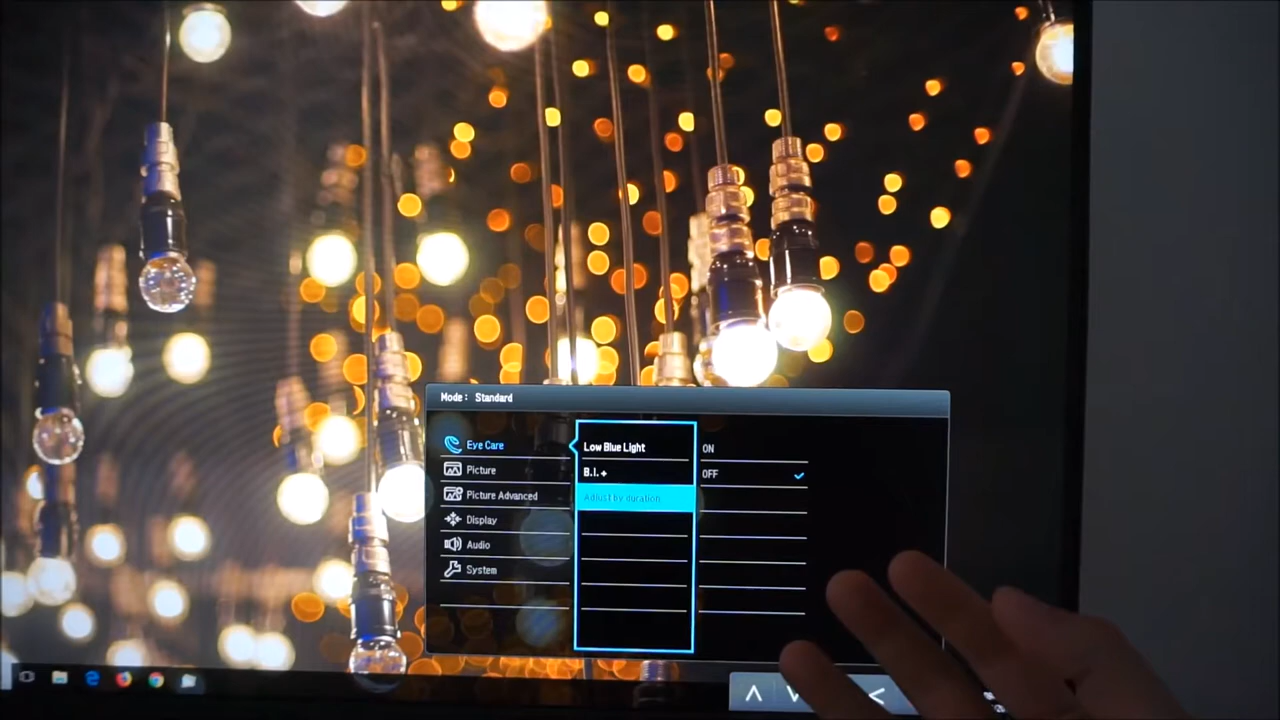 Mode: Standard
Eye Care
Picture
Picture Advanced
Display
Audio
System
Low Blue Light
B.I.+
Adjust by duration
ON
OFF